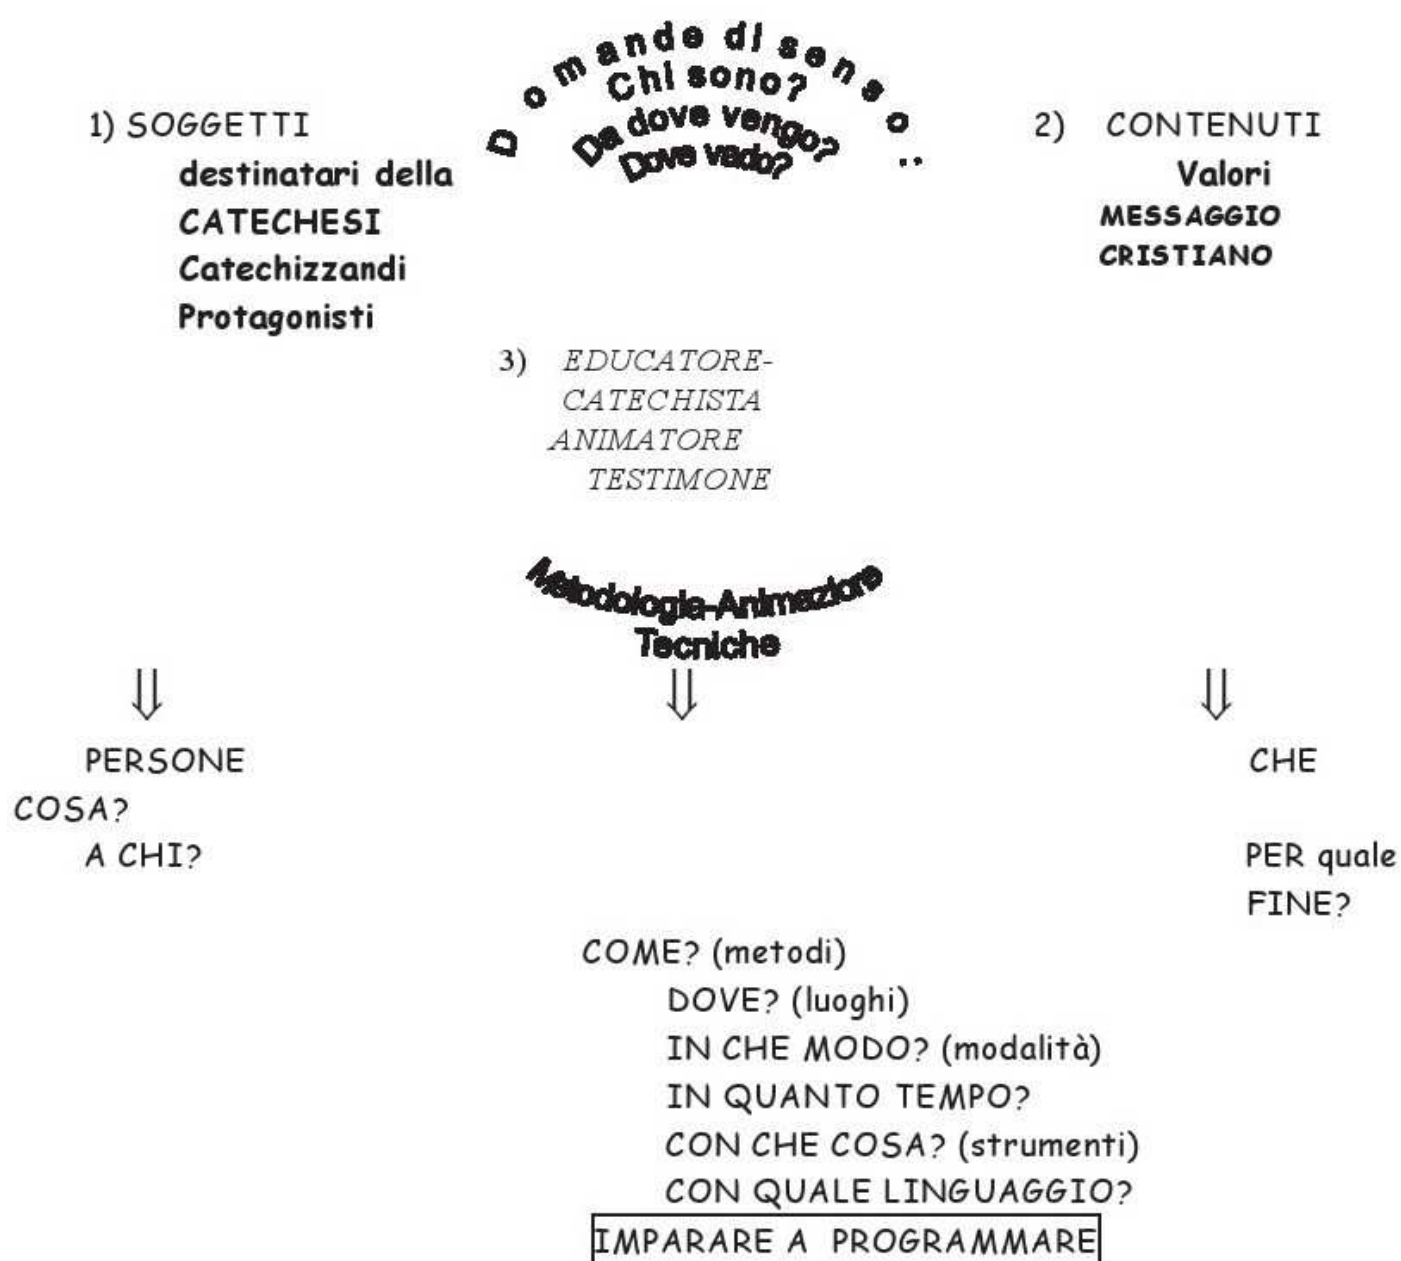 Domande di senso:
Chi sono?
Da dove vengo?
Dove vado?
1) SOGGETTI
destinatari della
CATECHESI
Catechizzandi
Protagonisti
2) CONTENUTI
Valori
MESSAGGIO
CRISTIANO
3) EDUCATORE-
CATECHISTA
ANIMATORE
TESTIMONE
Metodologia-Animazione
Tecniche
⇓ ⇓ ⇓
PERSONE CHE
COSA?
A CHI? PER quale
FINE?
COME? (metodi)
DOVE? (luoghi)
IN CHE MODO? (modalità)
IN QUANTO TEMPO?
CON CHE COSA? (strumenti)
CON QUALE LINGUAGGIO?
IMPARARE A PROGRAMMARE